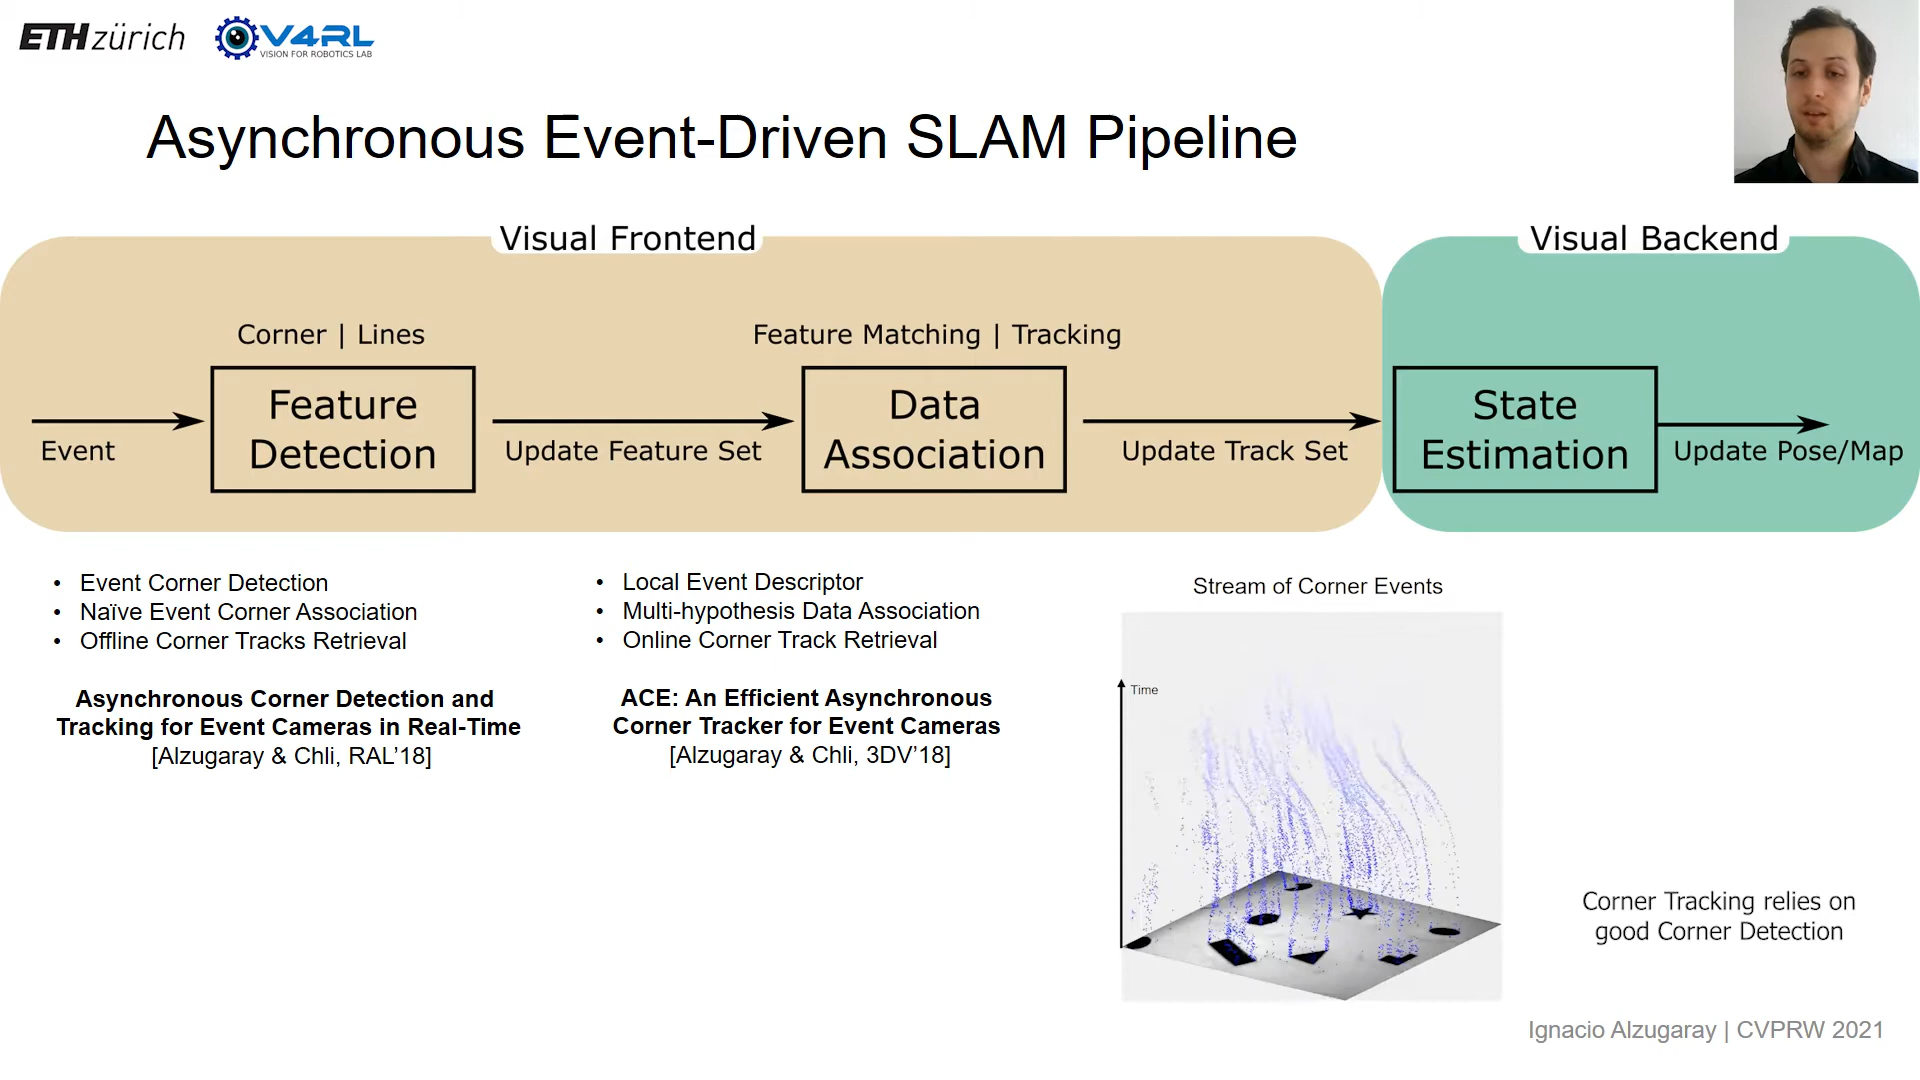 ETH zürich
V4RL
VISION FOR ROBOTICS LAB
Asynchronous Event-Driven SLAM Pipeline
Visual Frontend
Visual Backend
Corner | Lines
Feature Matching | Tracking
Feature
Detection
Data
Association
State
Estimation
Event
Update Feature Set
Update Track Set
Update Pose/Map
• Event Corner Detection
• Naïve Event Corner Association
• Offline Corner Tracks Retrieval
Asynchronous Corner Detection and
Tracking for Event Cameras in Real-Time
[Alzugaray & Chli, RAL’18]
• Local Event Descriptor
• Multi-hypothesis Data Association
• Online Corner Track Retrieval
ACE: An Efficient Asynchronous
Corner Tracker for Event Cameras
[Alzugaray & Chli, 3DV’18]
Stream of Corner Events
Time
Corner Tracking relies on
good Corner Detection
Ignacio Alzugaray | CVPRW 2021